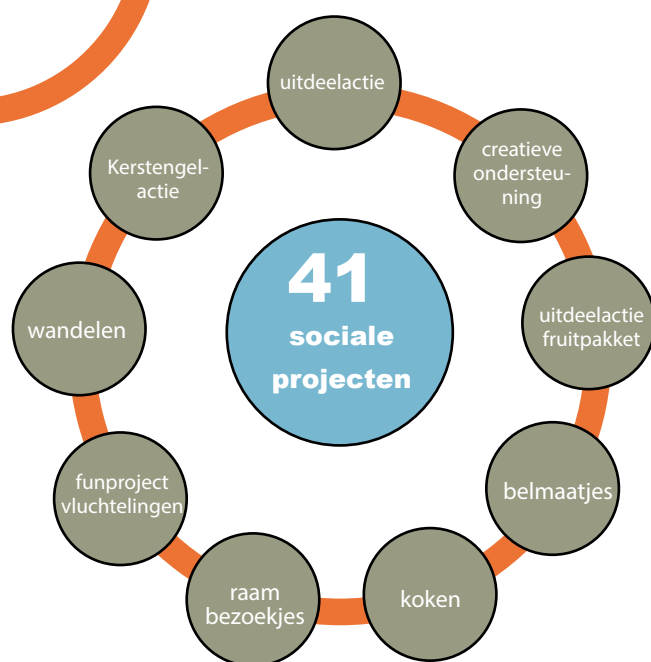 uitdeelactie
creatieve
ondersteu-
ning
uitdeelactie
fruitpakket
belmaatjes
koken
raam
bezoekjes
funproject
vluchtelingen
wandelen
Kerstengel-
actie
41
sociale
projecten